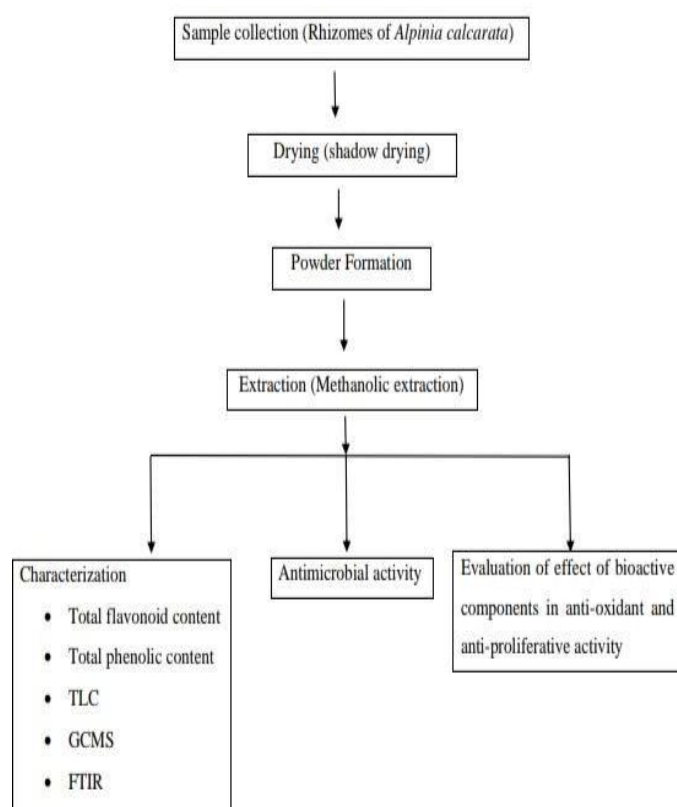 Sample collection (Rhizomes of Alpinia calcarata)
Drying (shadow drying)
Powder Formation
Extraction (Methanolic extraction)
Characterization
• Total flavonoid content
• Total phenolic content
• TLC
• GCMS
• FTIR
Antimicrobial activity
Evaluation of effect of bioactive
components in anti-oxidant and
anti-proliferative activity